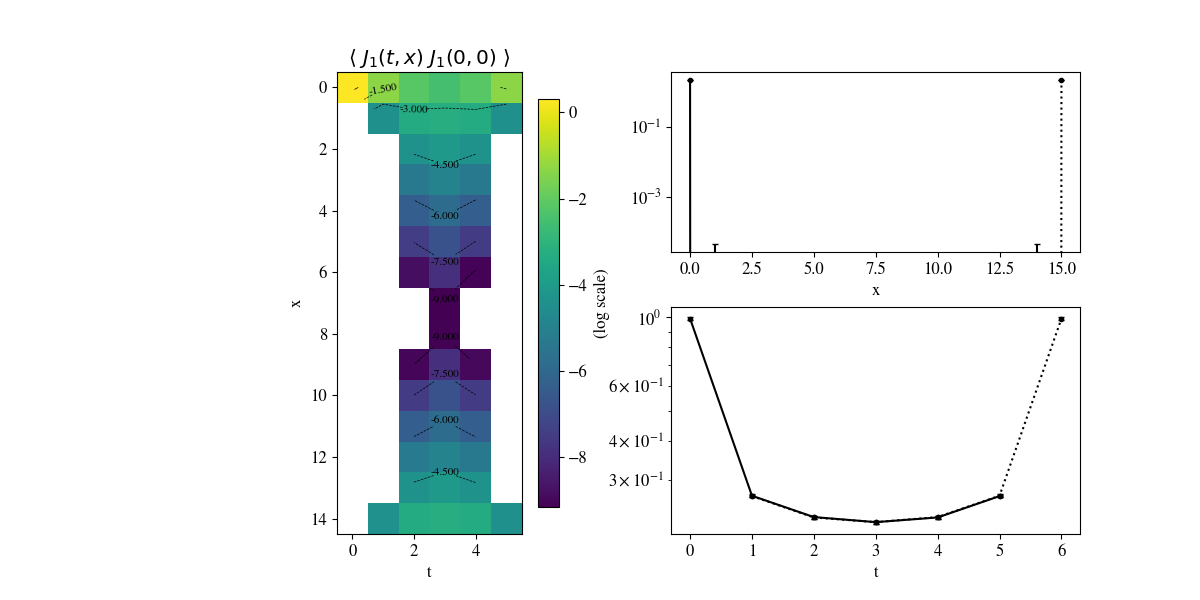 ⟨ J₁(t, x) J₁(0, 0) ⟩
0
2
4
6
8
10
12
14
x
0
2
4
t
-1.500
-3.000
-4.500
-6.000
-7.500
-9.000
-9.000
-7.500
-6.000
-4.500
0
−2
−4
−6
−8
(log scale)
10⁻¹
10⁻³
0.0 2.5 5.0 7.5 10.0 12.5 15.0
x
10⁰
6 × 10⁻¹
4 × 10⁻¹
3 × 10⁻¹
0 1 2 3 4 5 6
t